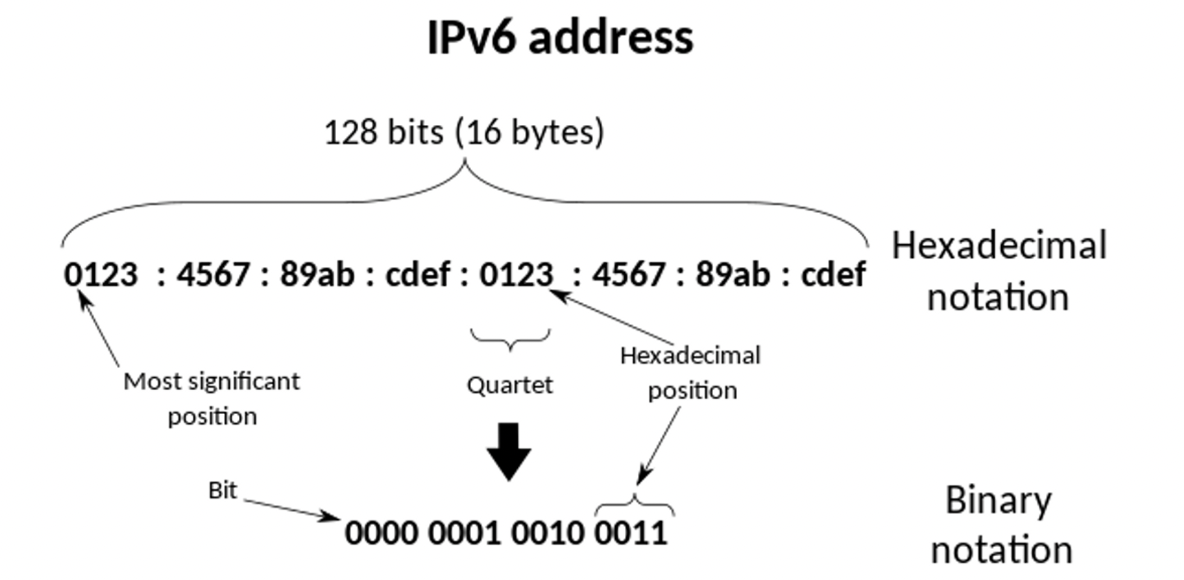 IPv6 address
128 bits (16 bytes)
0123 : 4567 : 89ab : cdef : 0123 : 4567 : 89ab : cdef
Hexadecimal
notation
Most significant
position
Quartet
Hexadecimal
position
Bit
0000 0001 0010 0011
Binary
notation